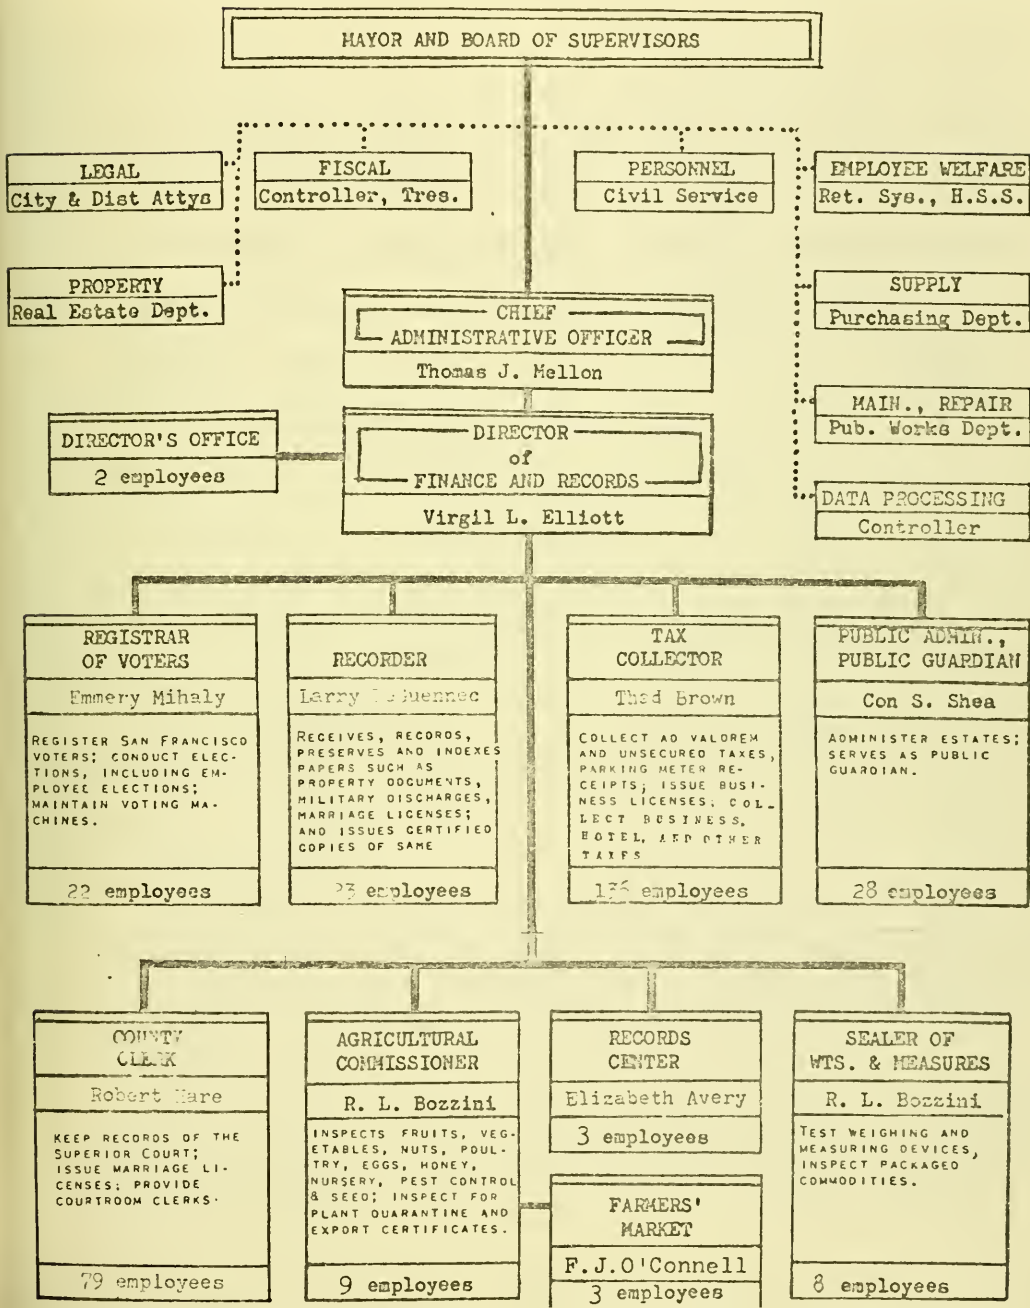 MAYOR AND BOARD OF SUPERVISORS
LEGAL
City & Dist Attys
FISCAL
Controller, Tres.
PERSONNEL
Civil Service
EMPLOYEE WELFARE
Ret. Sys., H.S.S.
PROPERTY
Real Estate Dept.
SUPPLY
Purchasing Dept.
CHIEF
ADMINISTRATIVE OFFICER
Thomas J. Mellon
MAIN., REPAIR
Pub. Works Dept.
DIRECTOR'S OFFICE
2 employees
DIRECTOR
of
FINANCE AND RECORDS
Virgil L. Elliott
DATA PROCESSING
Controller
REGISTRAR
OF VOTERS
Emmery Mihaly
REGISTER SAN FRANCISCO
VOTERS; CONDUCT ELEC-
TIONS, INCLUDING EM-
PLOYEE ELECTIONS;
MAINTAIN VOTING MA-
CHINES.
22 employees
RECORDER
Larry
RECEIVES, RECORDS,
PRESERVES AND INDEXES
PAPERS SUCH AS
PROPERTY DOCUMENTS,
MILITARY DISCHARGES,
MARRIAGE LICENSES;
AND ISSUES CERTIFIED
COPIES OF SAME
employees
TAX
COLLECTOR
Thad Brown
COLLECT AD VALOREM
AND UNSECURED TAXES,
PARKING METER RE-
CEIPTS; ISSUE BUSI-
NESS LICENSES; COL-
LECT BUSINESS,
HOTEL, AND OTHER
TAXES
employees
PUBLIC ADMIN.,
PUBLIC GUARDIAN
Con S. Shea
ADMINISTER ESTATES;
SERVES AS PUBLIC
GUARDIAN.
28 employees
COUNTY
CLERK
Robert
KEEP RECORDS OF THE
SUPERIOR COURT;
ISSUE MARRIAGE LI-
CENSES; PROVIDE
COURTROOM CLERKS.
79 employees
AGRICULTURAL
COMMISSIONER
R. L. Bozzini
INSPECTS FRUITS, VEG-
ETABLES, NUTS, POUL-
TRY, EGGS, HONEY,
NURSERY, PEST CONTROL
& SEED; INSPECT FOR
PLANT QUARANTINE AND
EXPORT CERTIFICATES.
9 employees
RECORDS
CENTER
Elizabeth Avery
3 employees
FARMERS'
MARKET
F.J.O'Connell
3 employees
SEALER OF
WTS. & MEASURES
R. L. Bozzini
TEST WEIGHING AND
MEASURING DEVICES,
INSPECT PACKAGED
COMMODITIES.
8 employees